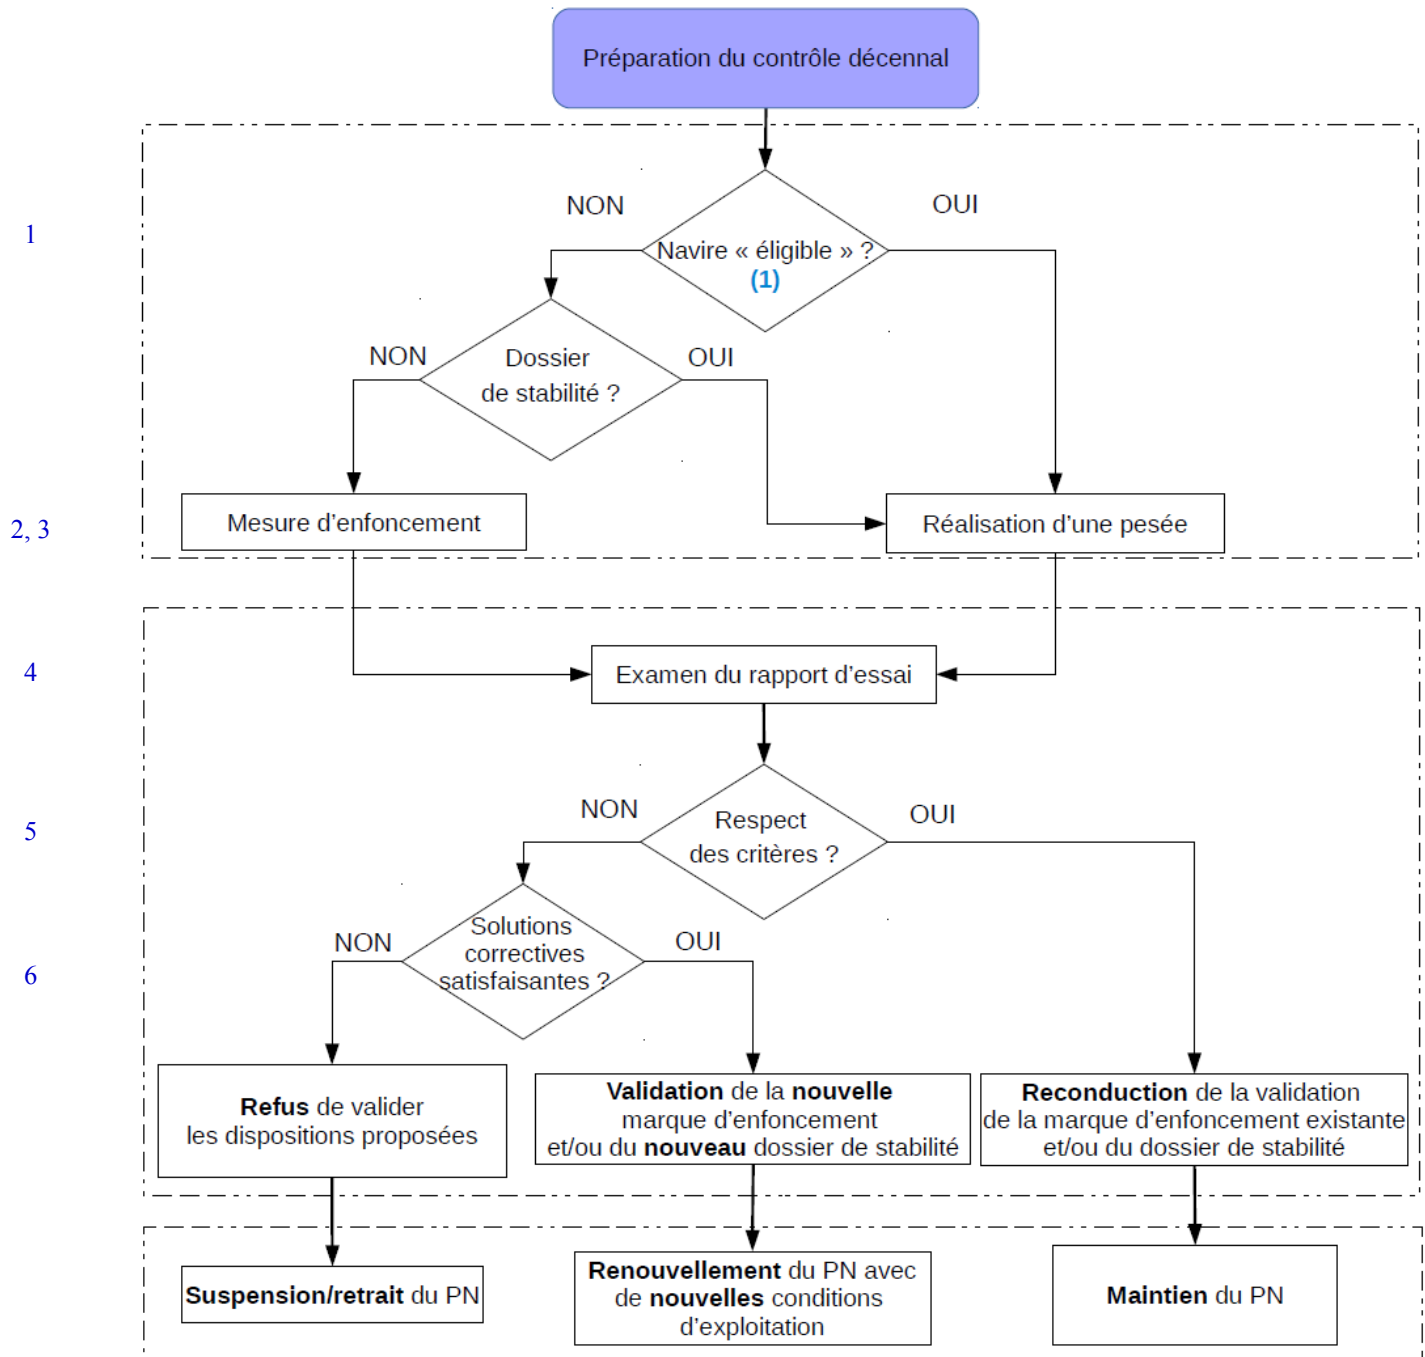 Préparation du contrôle décennal
NON
OUI
1
Navire « éligible » ?
(1)
NON
OUI
Dossier
de stabilité ?
2, 3
Mesure d'enfoncement
Réalisation d'une pesée
4
Examen du rapport d'essai
NON
OUI
5
Respect
des critères ?
NON
OUI
6
Solutions
correctives
satisfaisantes ?
Refus de valider
les dispositions proposées
Validation de la nouvelle
marque d'enfoncement
et/ou du nouveau dossier de stabilité
Reconduction de la validation
de la marque d'enfoncement existante
et/ou du dossier de stabilité
Suspension/retrait du PN
Renouvellement du PN avec
de nouvelles conditions
d'exploitation
Maintien du PN